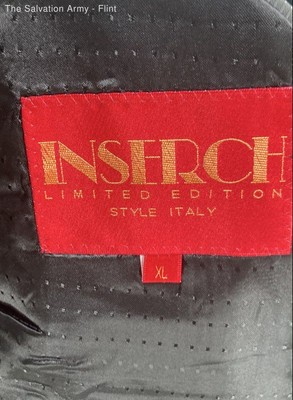 The Salvation Army - Flint
INSERCH
LIMITED EDITION
STYLE ITALY
XL